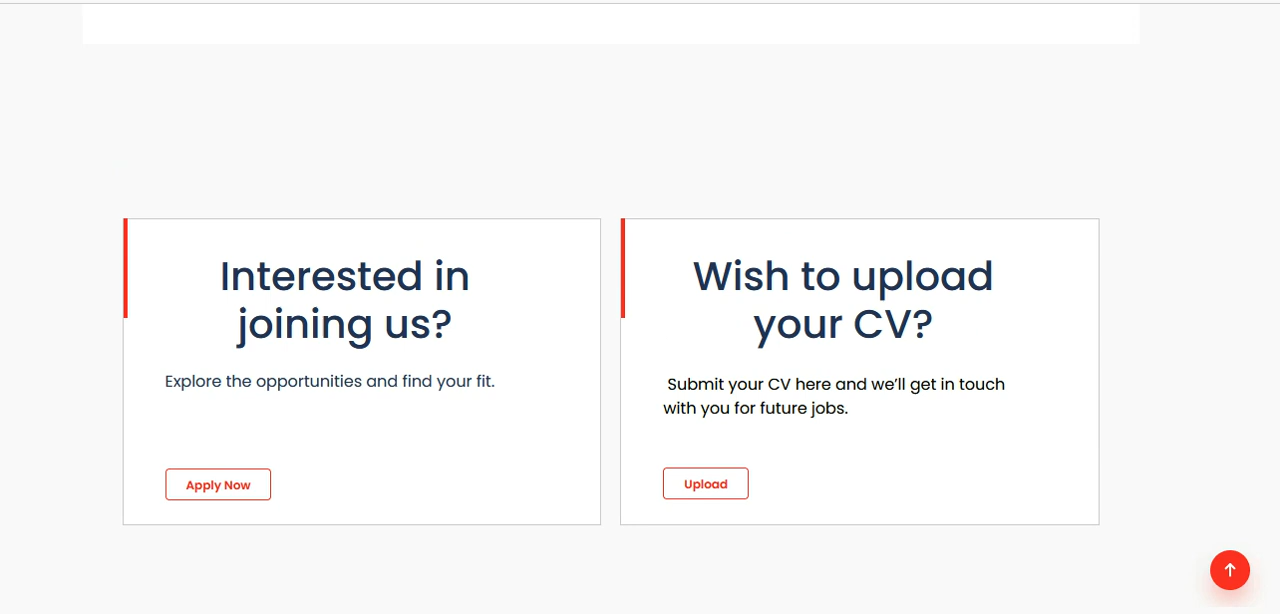 Interested in
joining us?
Explore the opportunities and find your fit.
Apply Now
Wish to upload
your CV?
Submit your CV here and we’ll get in touch
with you for future jobs.
Upload